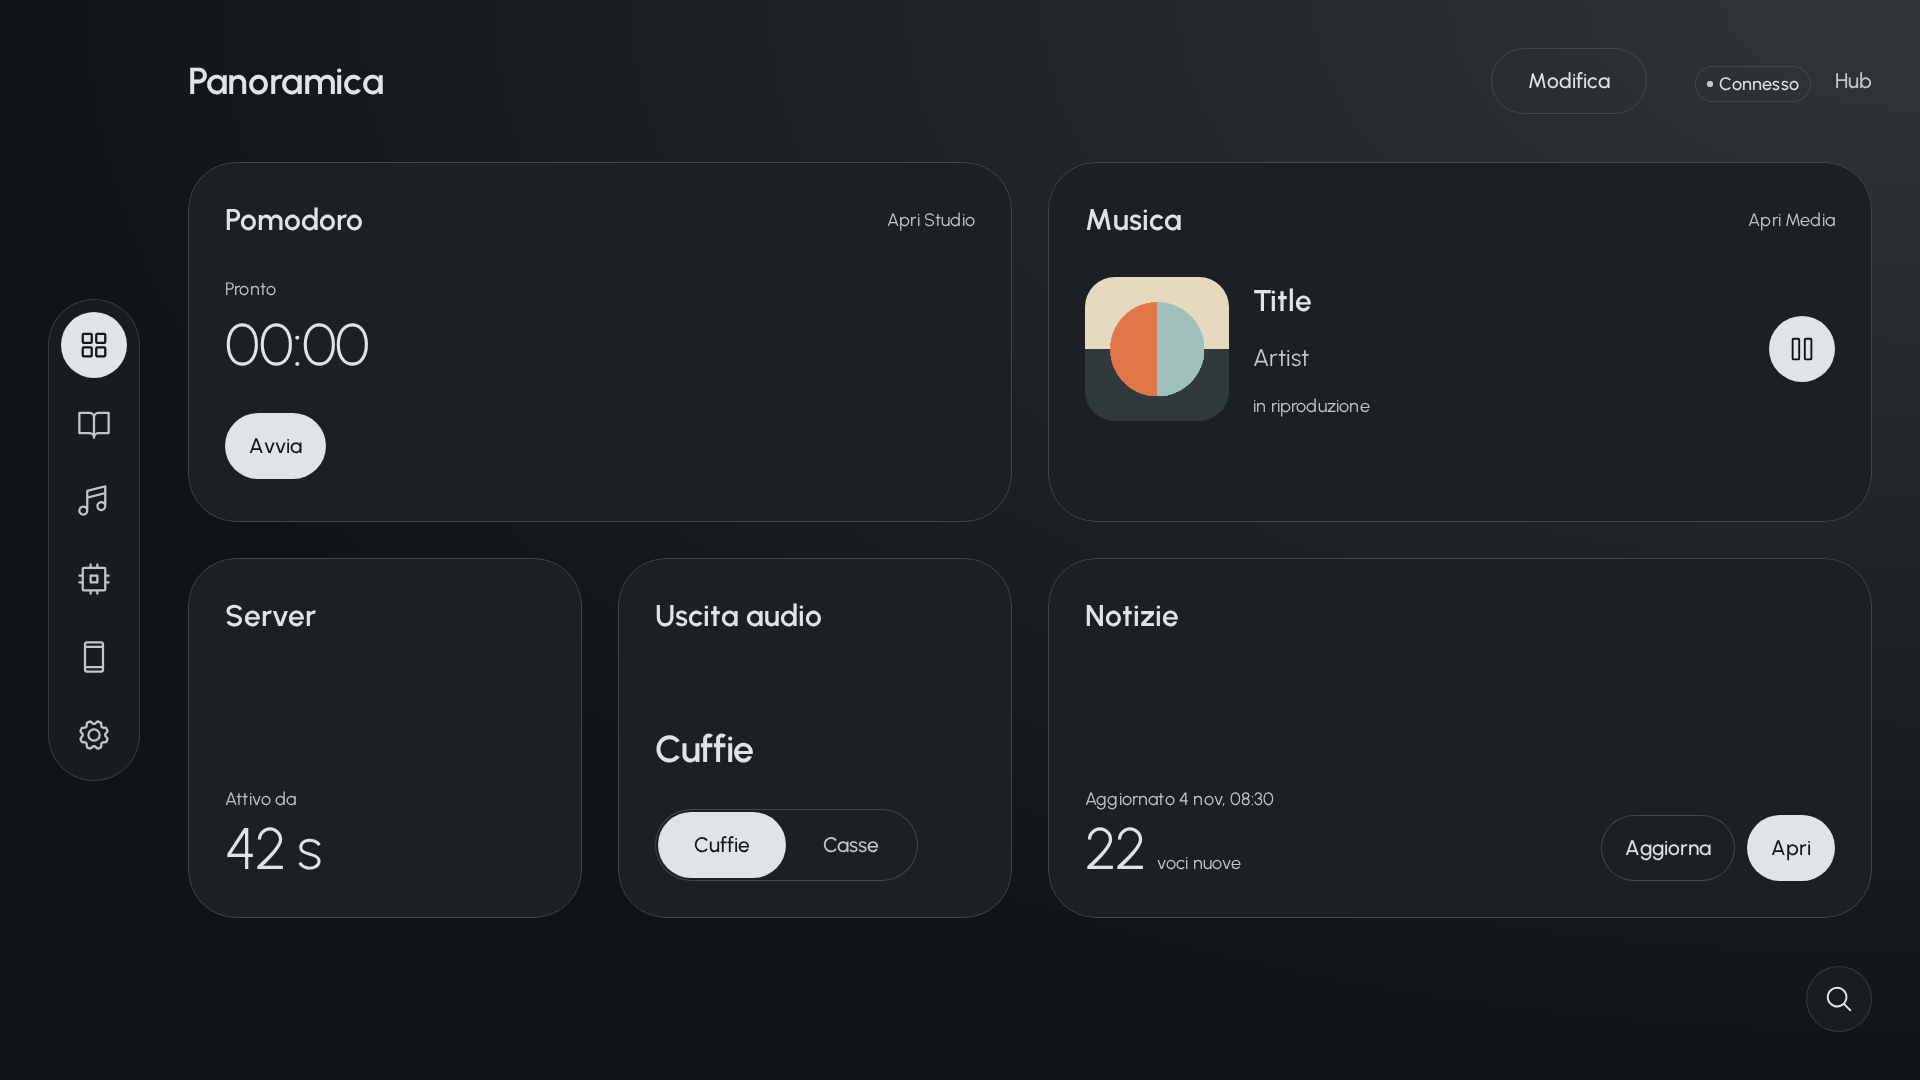 Panoramica
Modifica
Connesso
Hub
Pomodoro
Apri Studio
Pronto
00:00
Avvia
Musica
Apri Media
Title
Artist
in riproduzione
Server
Attivo da
42 s
Uscita audio
Cuffie
Cuffie
Casse
Notizie
Aggiornato 4 nov, 08:30
22 voci nuove
Aggiorna
Apri